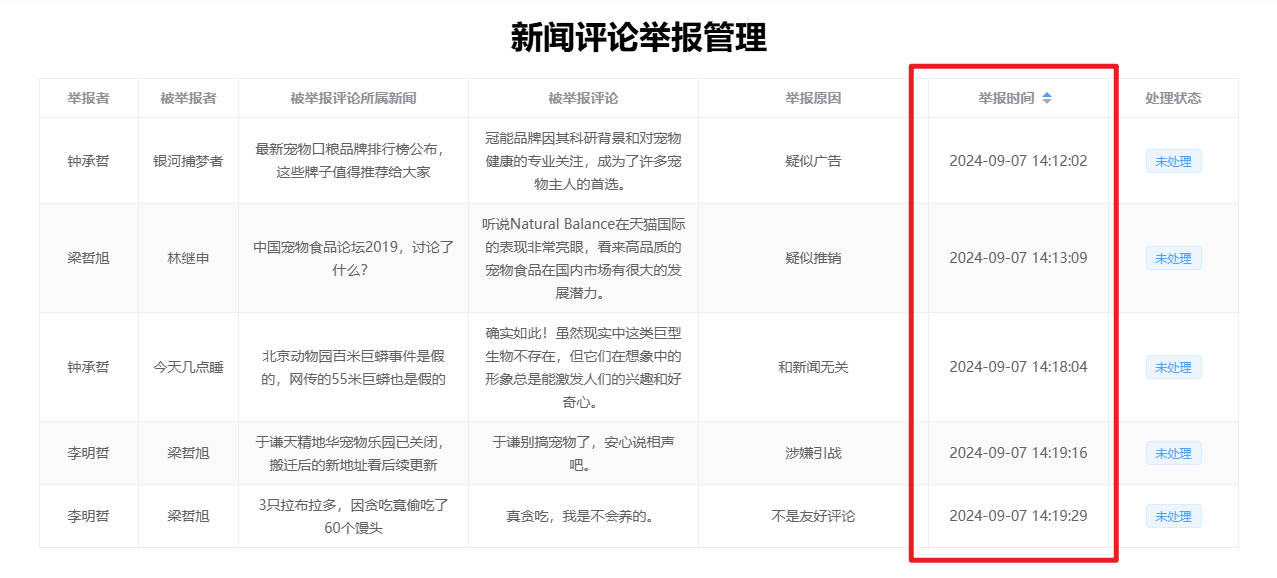 新闻评论举报管理
举报者 被举报者 被举报评论所属新闻 被举报评论 举报原因 举报时间 处理状态
钟承哲 银河捕梦者
最新宠物口粮品牌排行榜公布，
这些牌子值得推荐给大家
冠能品牌因其科研背景和对宠物
健康的专业关注，成为了许多宠
物主人的首选。
疑似广告 2024-09-07 14:12:02 未处理
梁哲旭 林继申
中国宠物食品论坛2019，讨论了
什么？
听说Natural Balance在天猫国际
的表现非常亮眼，看来高品质的
宠物食品在国内市场有很大的发
展潜力。
疑似推销 2024-09-07 14:13:09 未处理
钟承哲 今天几点睡
北京动物园百米巨蟒事件是假
的，网传的55米巨蟒也是假的
确实如此！虽然现实中这类巨型
生物不存在，但它们在想象中的
形象总是能激发人们的兴趣和好
奇心。
和新闻无关 2024-09-07 14:18:04 未处理
李明哲 梁哲旭
于谦天精地华宠物乐园已关闭，
搬迁后的新地址看后续更新
于谦别搞宠物了，安心说相声
吧。
涉嫌引战 2024-09-07 14:19:16 未处理
李明哲 梁哲旭
3只拉布拉多，因贪吃竟偷吃了
60个馒头
真贪吃，我是不会养的。
不是友好评论 2024-09-07 14:19:29 未处理